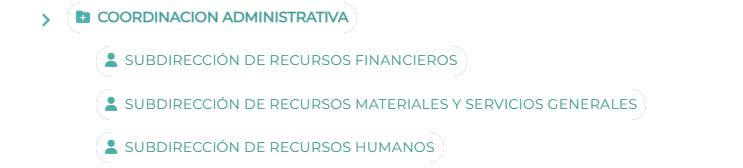 COORDINACION ADMINISTRATIVA
SUBDIRECCIÓN DE RECURSOS FINANCIEROS
SUBDIRECCIÓN DE RECURSOS MATERIALES Y SERVICIOS GENERALES
SUBDIRECCIÓN DE RECURSOS HUMANOS